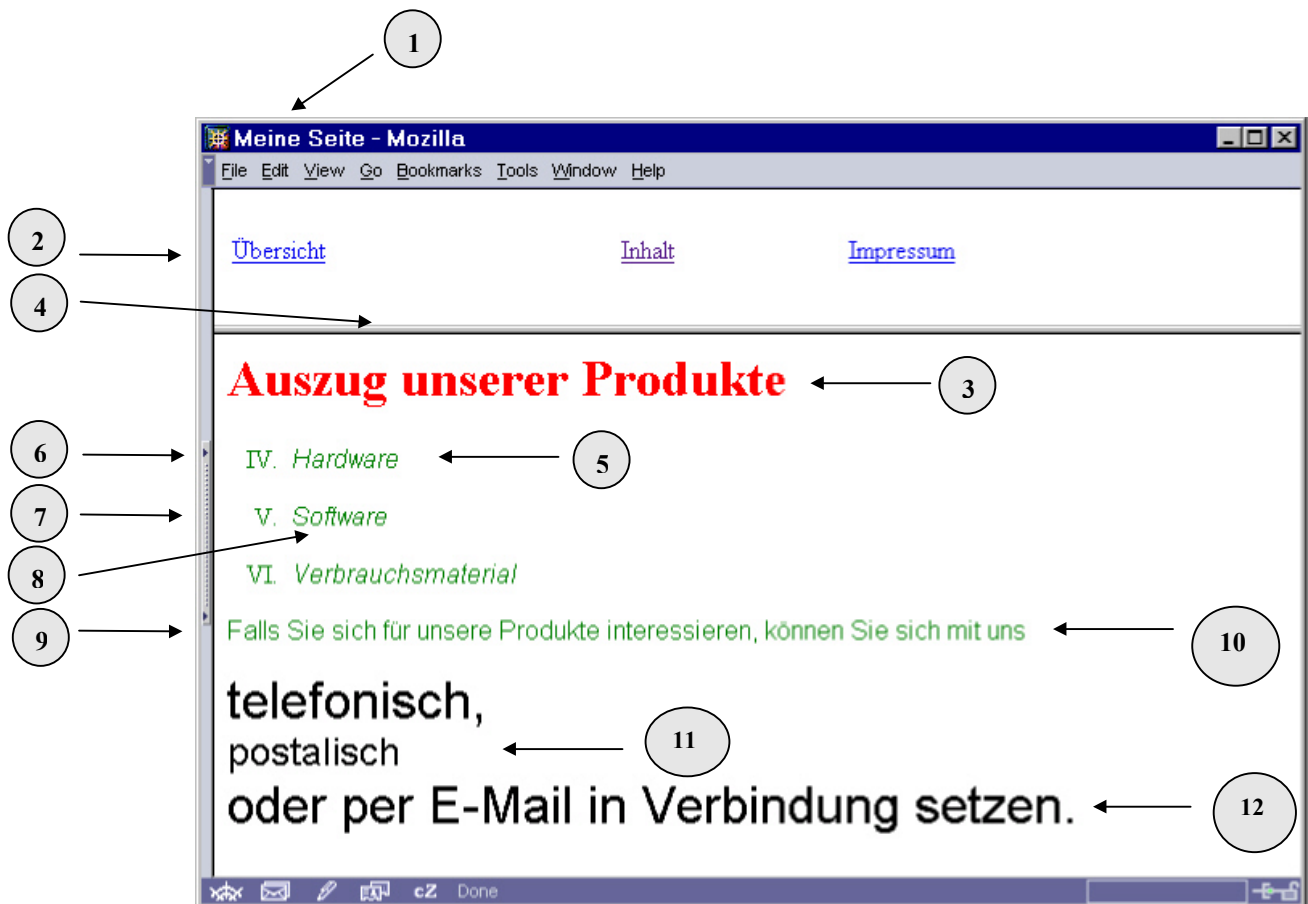 1
Meine Seite - Mozilla
File Edit View Go Bookmarks Tools Window Help
2
Übersicht Inhalt Impressum
4
Auszug unserer Produkte
3
6
IV. Hardware
5
7
V. Software
8
VI. Verbrauchsmaterial
9
Falls Sie sich für unsere Produkte interessieren, können Sie sich mit uns
10
telefonisch,
postalisch
11
oder per E-Mail in Verbindung setzen.
12
cZ Done